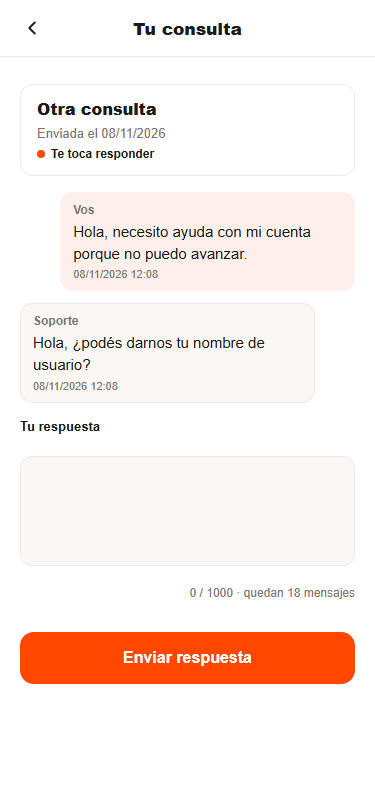 Tu consulta
Otra consulta
Enviada el 08/11/2026
Te toca responder
Vos
Hola, necesito ayuda con mi cuenta
porque no puedo avanzar.
08/11/2026 12:08
Soporte
Hola, ¿podés darnos tu nombre de
usuario?
08/11/2026 12:08
Tu respuesta
0 / 1000 · quedan 18 mensajes
Enviar respuesta